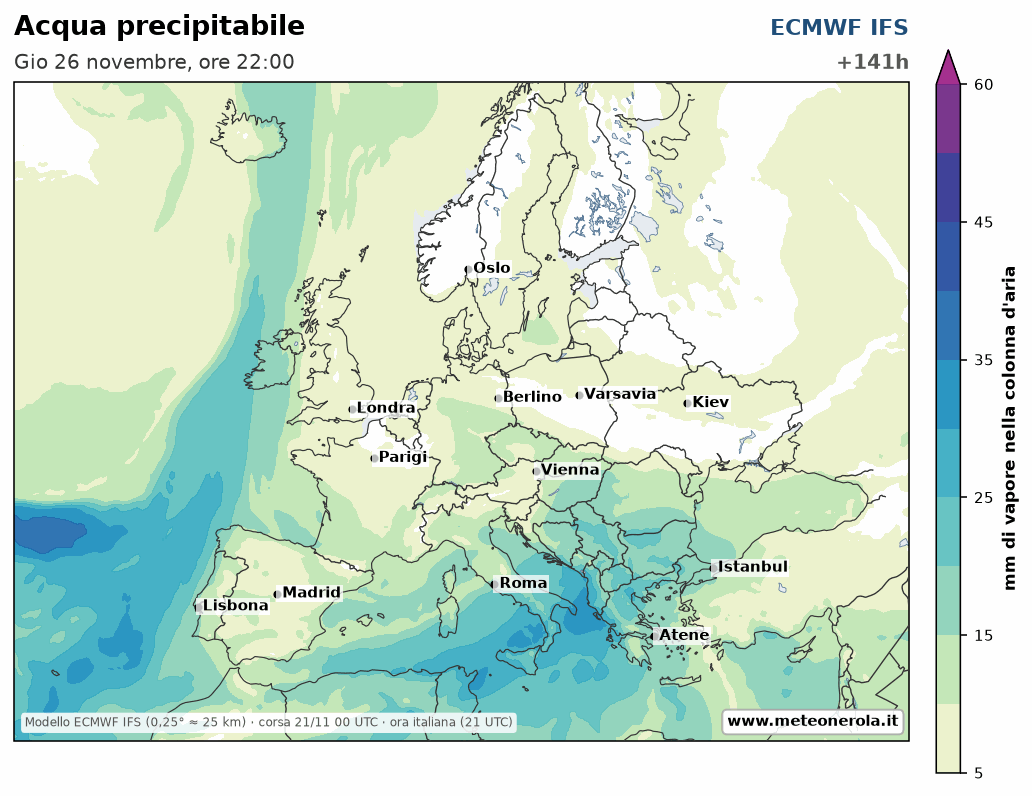 Acqua precipitabile
ECMWF IFS
Gio 26 novembre, ore 22:00
+141h
60
45
35
25
15
5
mm di vapore nella colonna d'aria
Oslo
Berlino
Varsavia
Kiev
Londra
Parigi
Vienna
Istanbul
Roma
Madrid
Lisbona
Atene
Modello ECMWF IFS (0,25° ≈ 25 km) · corsa 21/11 00 UTC · ora italiana (21 UTC)
www.meteonerola.it